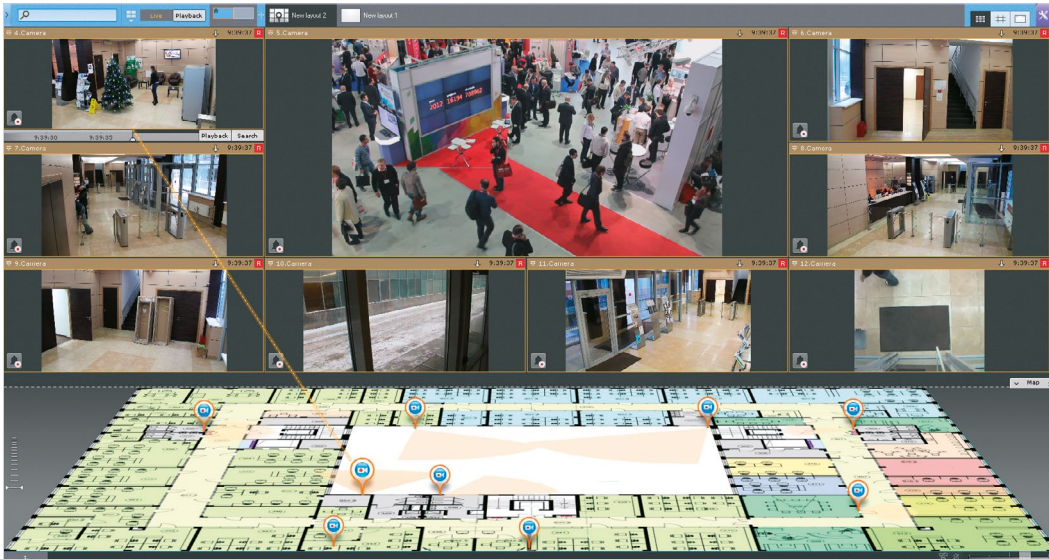 Live
Playback
New layout 2
New layout 1
4.Camera
9:39:37
R
5.Camera
9:39:37
R
6.Camera
9:39:37
R
9:39:30
9:39:35
Playback
Search
7.Camera
9:39:37
R
8.Camera
9:39:37
R
9.Camera
9:39:37
R
10.Camera
9:39:37
R
11.Camera
9:39:37
R
12.Camera
9:39:37
R
Map